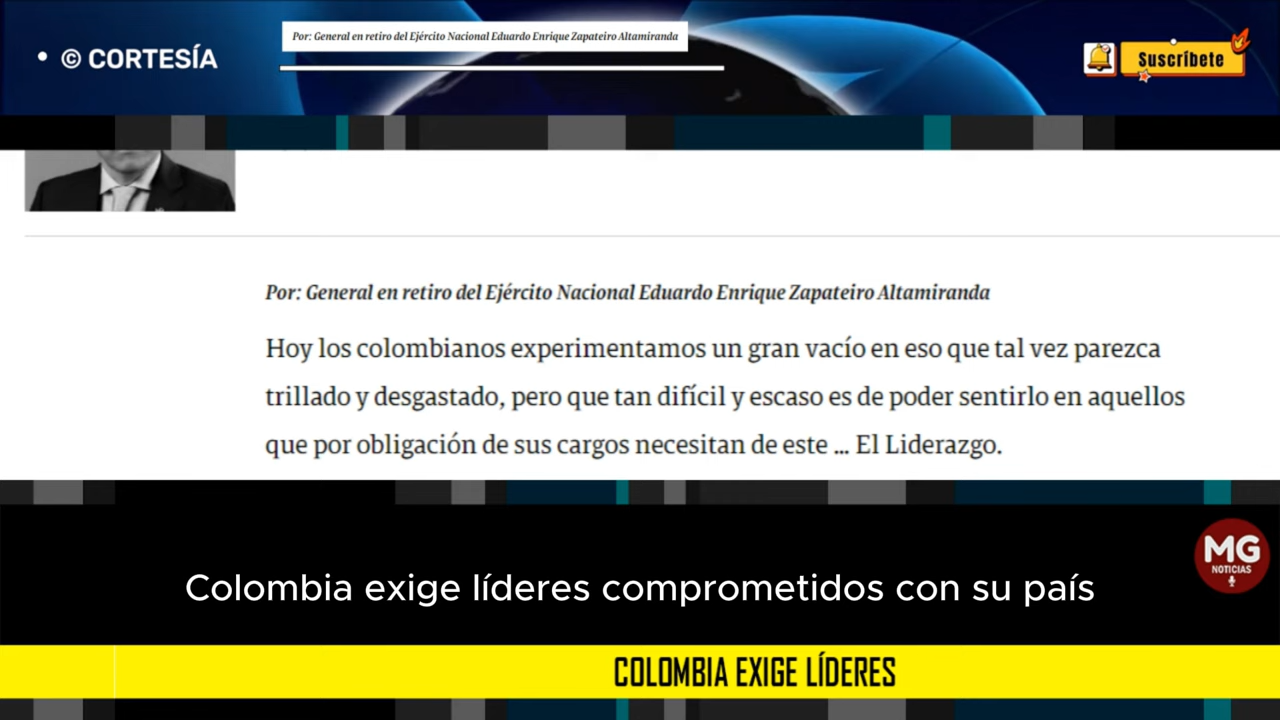 • © CORTESÍA
Por: General en retiro del Ejército Nacional Eduardo Enrique Zapateiro Altamiranda
Suscríbete
Por: General en retiro del Ejército Nacional Eduardo Enrique Zapateiro Altamiranda
Hoy los colombianos experimentamos un gran vacío en eso que tal vez parezca
trillado y desgastado, pero que tan difícil y escaso es de poder sentirlo en aquellos
que por obligación de sus cargos necesitan de este ... El Liderazgo.
MG
NOTICIAS
Colombia exige líderes comprometidos con su país
COLOMBIA EXIGE LÍDERES